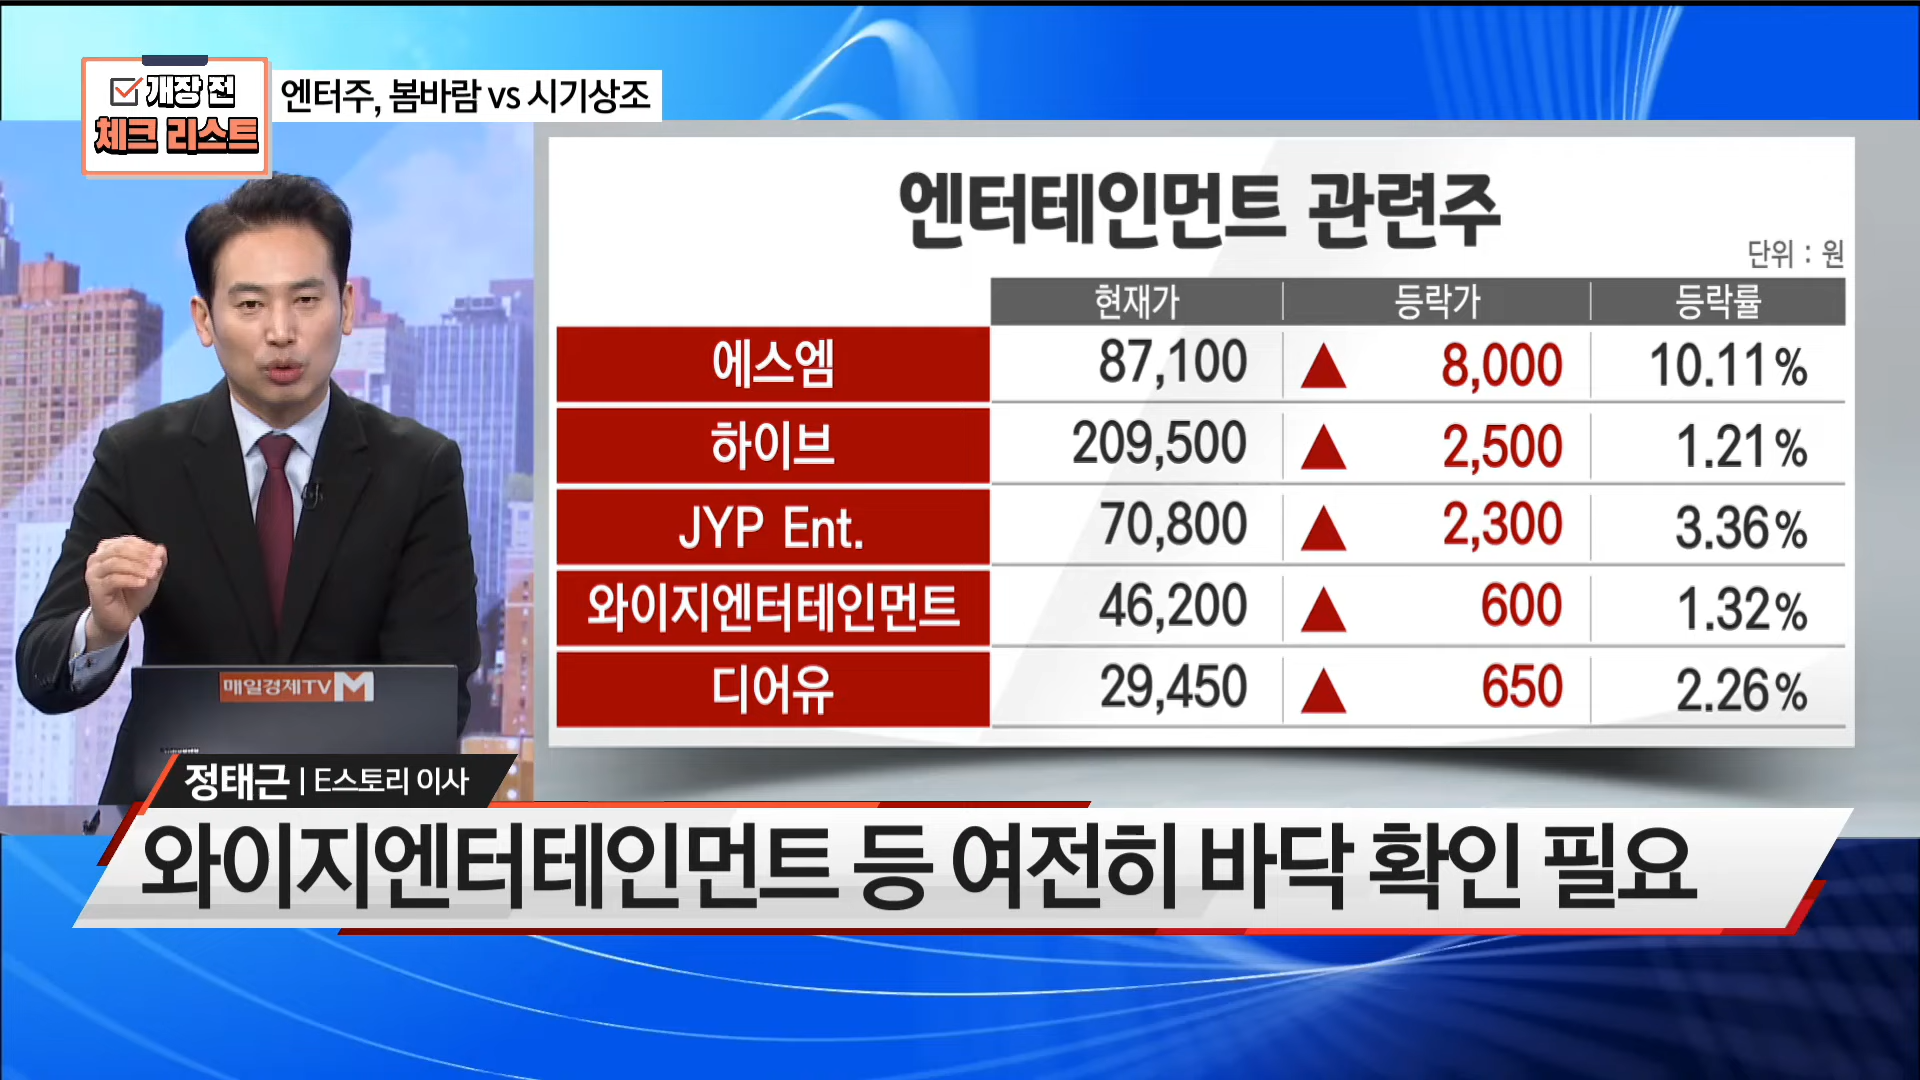 개장 전
체크 리스트
엔터주, 봄바람 vs 시기상조
엔터테인먼트 관련주
단위 : 원
현재가 등락가 등락률
에스엠 87,100 ▲ 8,000 10.11%
하이브 209,500 ▲ 2,500 1.21%
JYP Ent. 70,800 ▲ 2,300 3.36%
와이지엔터테인먼트 46,200 ▲ 600 1.32%
디어유 29,450 ▲ 650 2.26%
매일경제TV M
정태근 | E스토리 이사
와이지엔터테인먼트 등 여전히 바닥 확인 필요